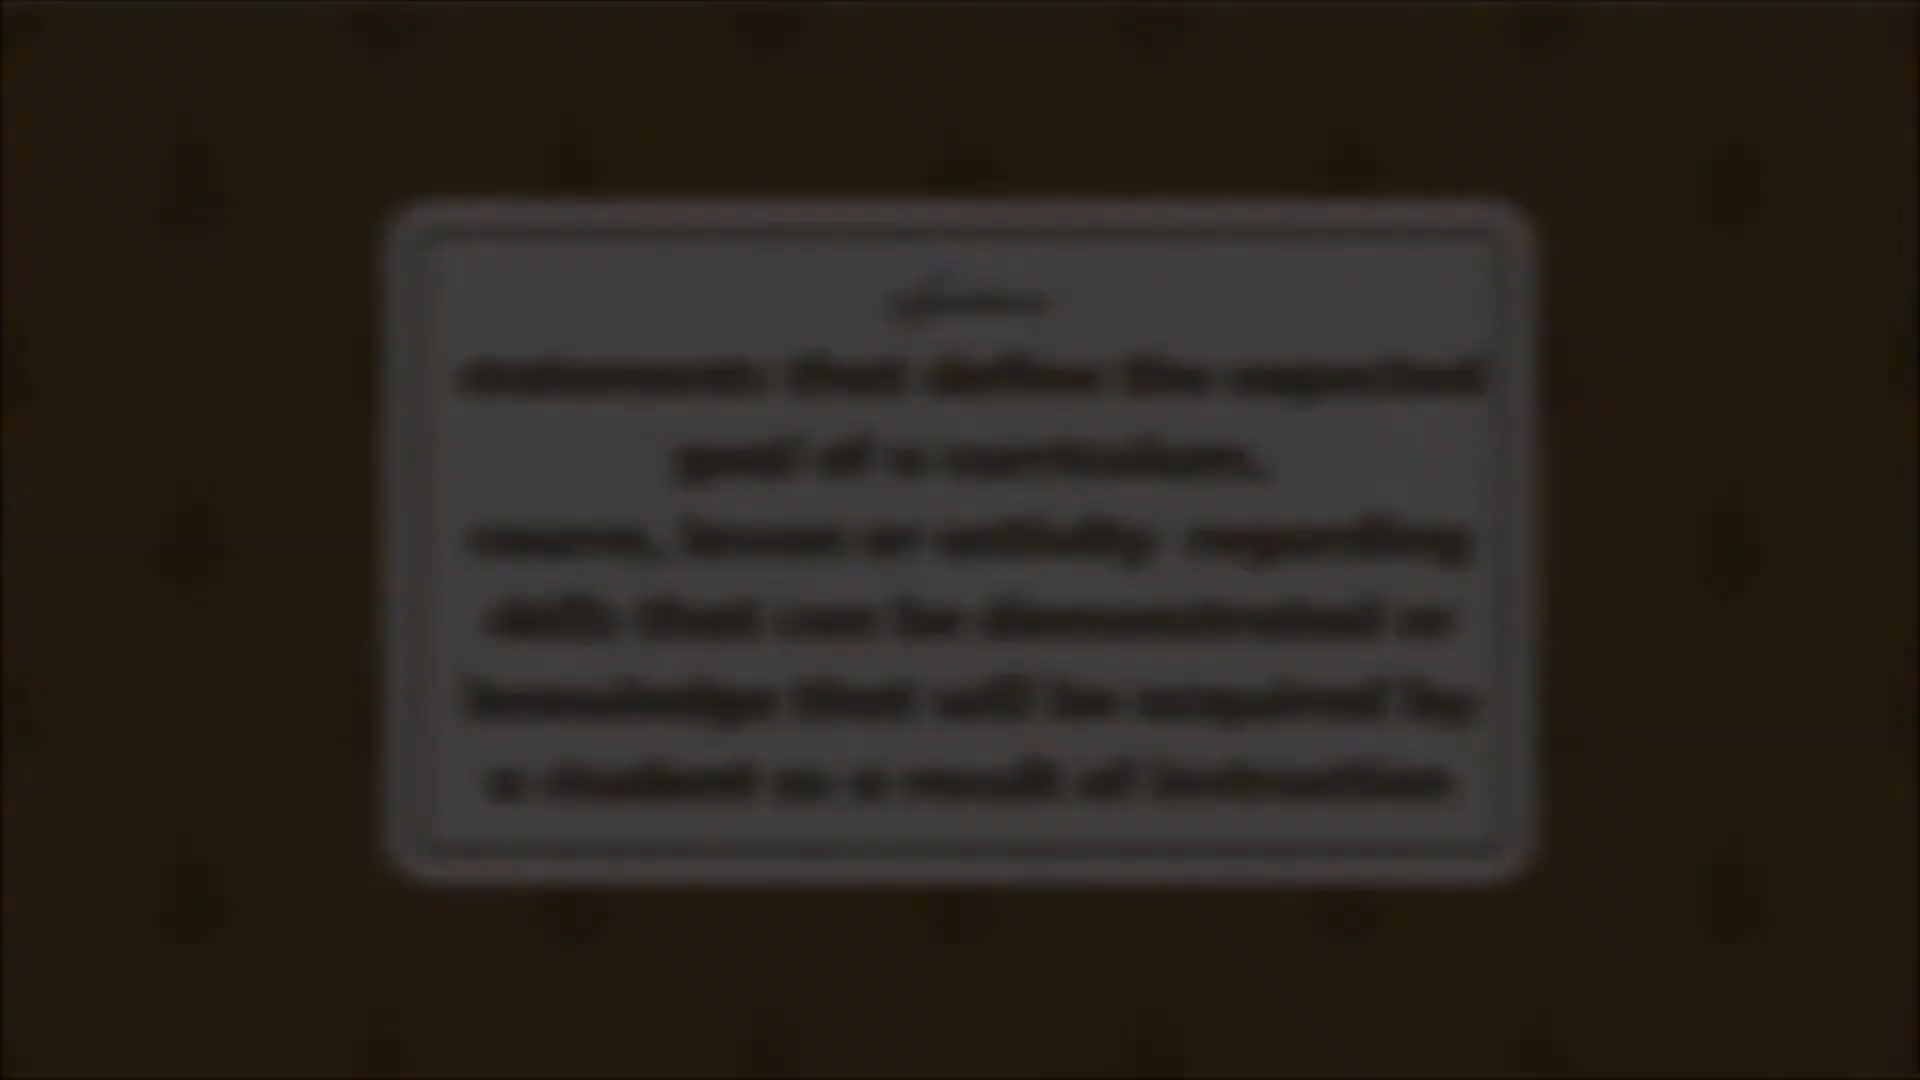 statements that define the expected
goal of a curriculum,
course, lesson or activity regarding
skills that can be demonstrated or
knowledge that will be acquired by
a student as a result of instruction